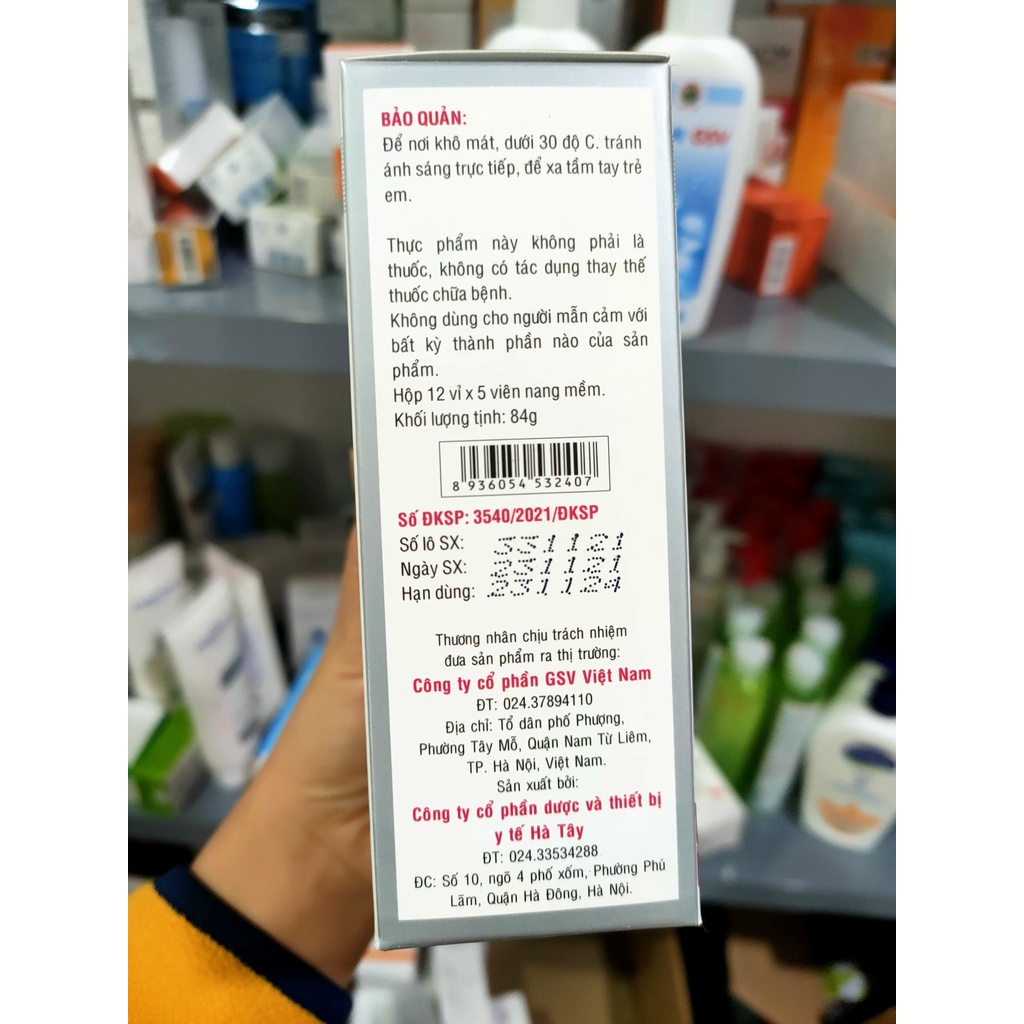 BẢO QUẢN:
Để nơi khô mát, dưới 30 độ C. tránh
ánh sáng trực tiếp, để xa tầm tay trẻ
em.
Thực phẩm này không phải là
thuốc, không có tác dụng thay thế
thuốc chữa bệnh.
Không dùng cho người mẫn cảm với
bất kỳ thành phần nào của sản
phẩm.
Hộp 12 vỉ x 5 viên nang mềm.
Khối lượng tịnh: 84g
8 936054 532407
Số ĐKSP: 3540/2021/ĐKSP
Số lô SX: 331121
Ngày SX: 231121
Hạn dùng: 231124
Thương nhân chịu trách nhiệm
đưa sản phẩm ra thị trường:
Công ty cổ phần GSV Việt Nam
ĐT: 024.37894110
Địa chỉ: Tổ dân phố Phượng,
Phường Tây Mỗ, Quận Nam Từ Liêm,
TP. Hà Nội, Việt Nam.
Sản xuất bởi:
Công ty cổ phần dược và thiết bị
y tế Hà Tây
ĐT: 024.33534288
ĐC: Số 10, ngõ 4 phố xốm, Phường Phú
Lãm, Quận Hà Đông, Hà Nội.